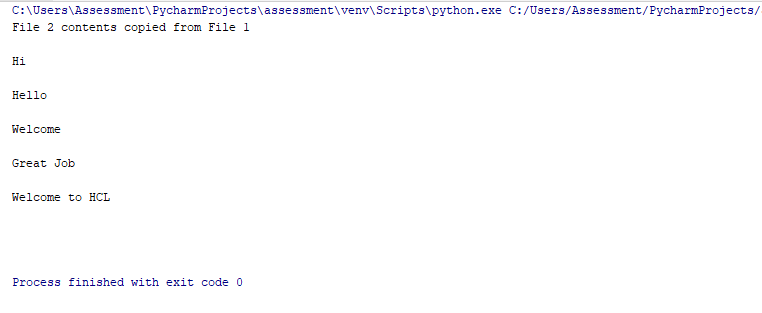 C:\Users\Assessment\PycharmProjects\assessment\venv\Scripts\python.exe C:/Users/Assessment/PycharmProjects/
File 2 contents copied from File 1
Hi
Hello
Welcome
Great Job
Welcome to HCL
Process finished with exit code 0